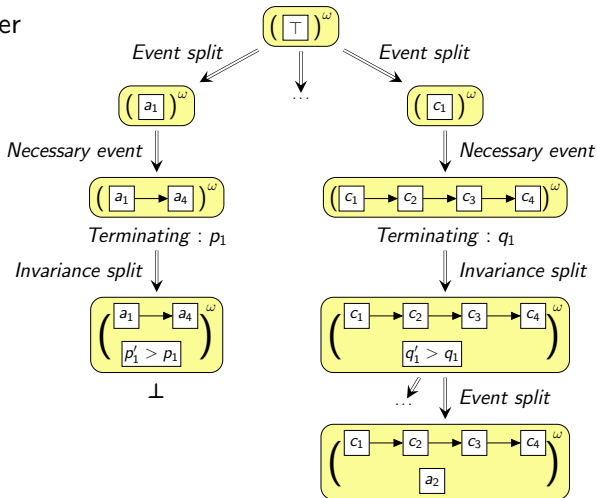 er
( ⊤ )ω
Event split Event split
...
( a1 )ω ( c1 )ω
Necessary event Necessary event
( a1 a4 )ω ( c1 c2 c3 c4 )ω
Terminating : p1 Terminating : q1
Invariance split Invariance split
( a1 a4 )ω ( c1 c2 c3 c4 )ω
p′1 > p1 q′1 > q1
⊥ ... Event split
( c1 c2 c3 c4 )ω
a2